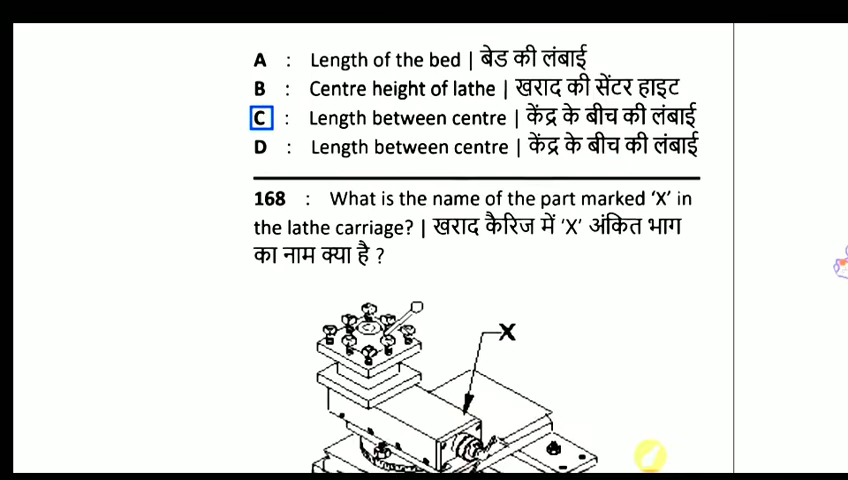 A : Length of the bed | बेड की लंबाई
B : Centre height of lathe | खराद की सेंटर हाइट
C : Length between centre | केंद्र के बीच की लंबाई
D : Length between centre | केंद्र के बीच की लंबाई
168 : What is the name of the part marked ‘X’ in
the lathe carriage? | खराद कैरिज में ‘X’ अंकित भाग
का नाम क्या है ?
X